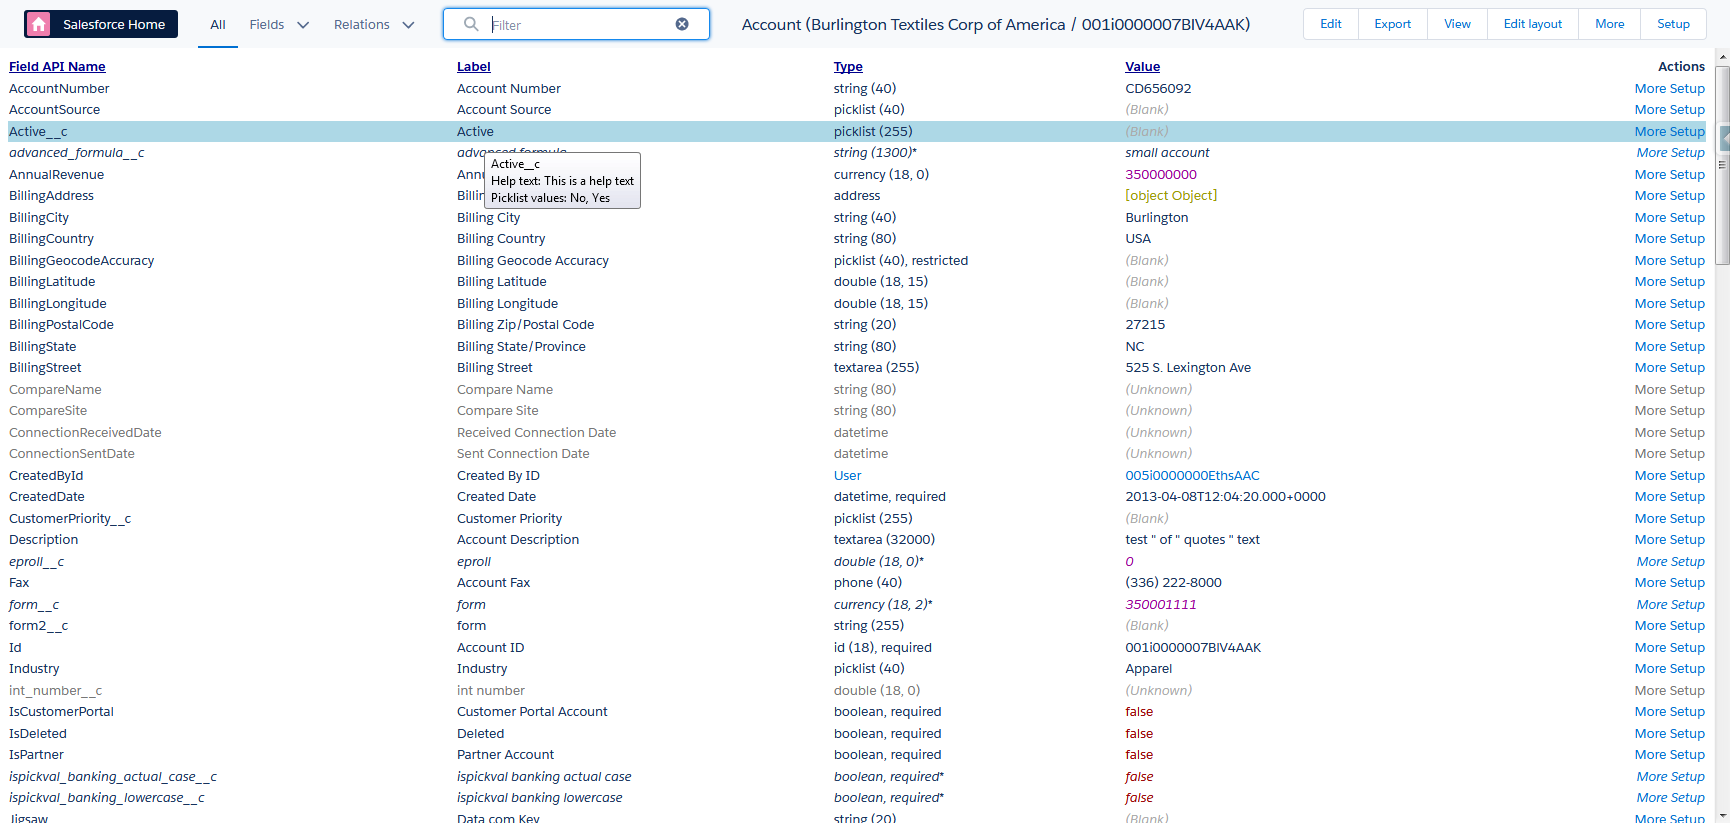 Salesforce Home All Fields Relations Filter Account (Burlington Textiles Corp of America / 001i0000007BlV4AAK) Edit Export View Edit layout More Setup
Field API Name Label Type Value Actions
AccountNumber Account Number string (40) CD656092 More Setup
AccountSource Account Source picklist (40) (Blank) More Setup
Active__c Active picklist (255) (Blank) More Setup
advanced_formula__c advanced formula string (1300)* small account More Setup
Active__c
Help text: This is a help text
Picklist values: No, Yes
AnnualRevenue currency (18, 0) 350000000 More Setup
BillingAddress address [object Object] More Setup
BillingCity Billing City string (40) Burlington More Setup
BillingCountry Billing Country string (80) USA More Setup
BillingGeocodeAccuracy Billing Geocode Accuracy picklist (40), restricted (Blank) More Setup
BillingLatitude Billing Latitude double (18, 15) (Blank) More Setup
BillingLongitude Billing Longitude double (18, 15) (Blank) More Setup
BillingPostalCode Billing Zip/Postal Code string (20) 27215 More Setup
BillingState Billing State/Province string (80) NC More Setup
BillingStreet Billing Street textarea (255) 525 S. Lexington Ave More Setup
CompareName Compare Name string (80) (Unknown) More Setup
CompareSite Compare Site string (80) (Unknown) More Setup
ConnectionReceivedDate Received Connection Date datetime (Unknown) More Setup
ConnectionSentDate Sent Connection Date datetime (Unknown) More Setup
CreatedById Created By ID User 005i0000000EthsAAC More Setup
CreatedDate Created Date datetime, required 2013-04-08T12:04:20.000+0000 More Setup
CustomerPriority__c Customer Priority picklist (255) (Blank) More Setup
Description Account Description textarea (32000) test " of " quotes " text More Setup
eproll__c eproll double (18, 0)* 0 More Setup
Fax Account Fax phone (40) (336) 222-8000 More Setup
form__c form currency (18, 2)* 350001111 More Setup
form2__c form string (255) (Blank) More Setup
Id Account ID id (18), required 001i0000007BlV4AAK More Setup
Industry Industry picklist (40) Apparel More Setup
int_number__c int number double (18, 0) (Unknown) More Setup
IsCustomerPortal Customer Portal Account boolean, required false More Setup
IsDeleted Deleted boolean, required false More Setup
IsPartner Partner Account boolean, required false More Setup
ispickval_banking_actual_case__c ispickval banking actual case boolean, required* false More Setup
ispickval_banking_lowercase__c ispickval banking lowercase boolean, required* false More Setup
Jigsaw Data.com Key string (20) (Blank) More Setup